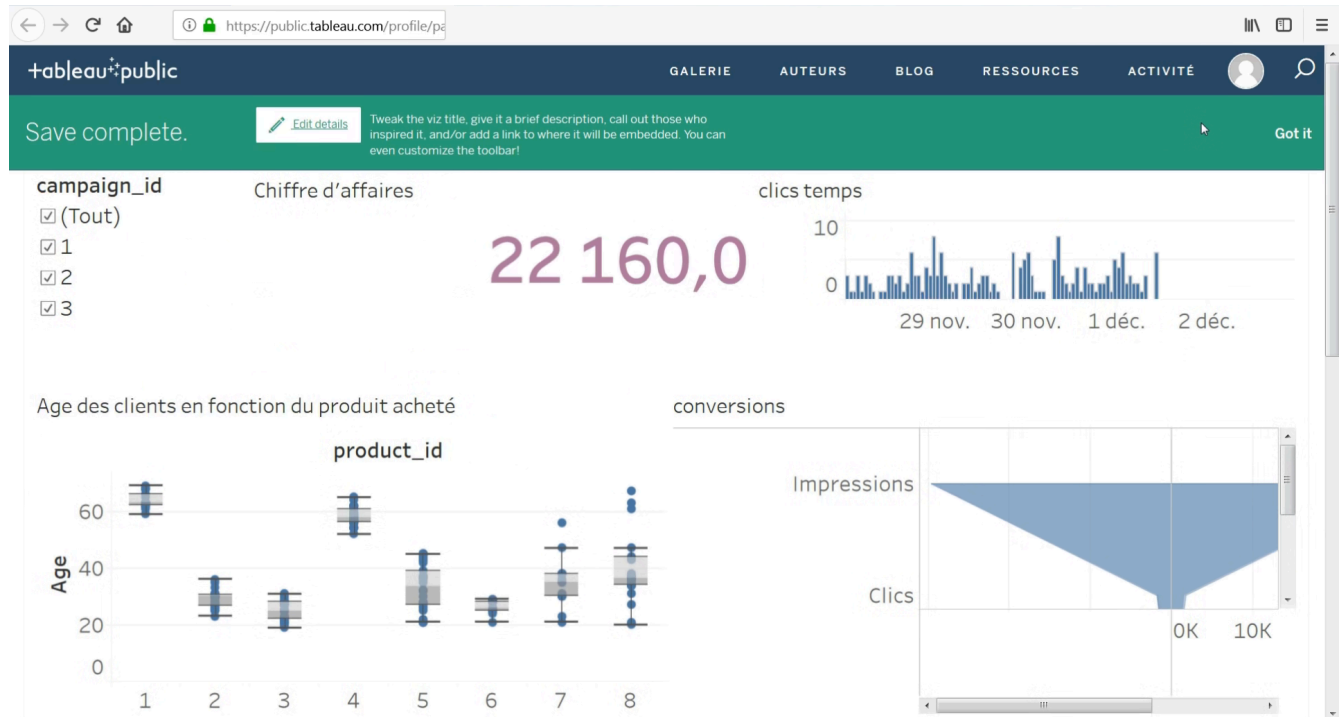 https://public.tableau.com/profile/pa
+ableau public
GALERIE AUTEURS BLOG RESSOURCES ACTIVITÉ
Save complete.
Edit details
Tweak the viz title, give it a brief description, call out those who
inspired it, and/or add a link to where it will be embedded. You can
even customize the toolbar!
Got it
campaign_id
(Tout)
1
2
3
Chiffre d'affaires
22 160,0
clics temps
10
0
29 nov. 30 nov. 1 déc. 2 déc.
Age des clients en fonction du produit acheté
product_id
Age
60
40
20
0
1 2 3 4 5 6 7 8
conversions
Impressions
Clics
0K 10K